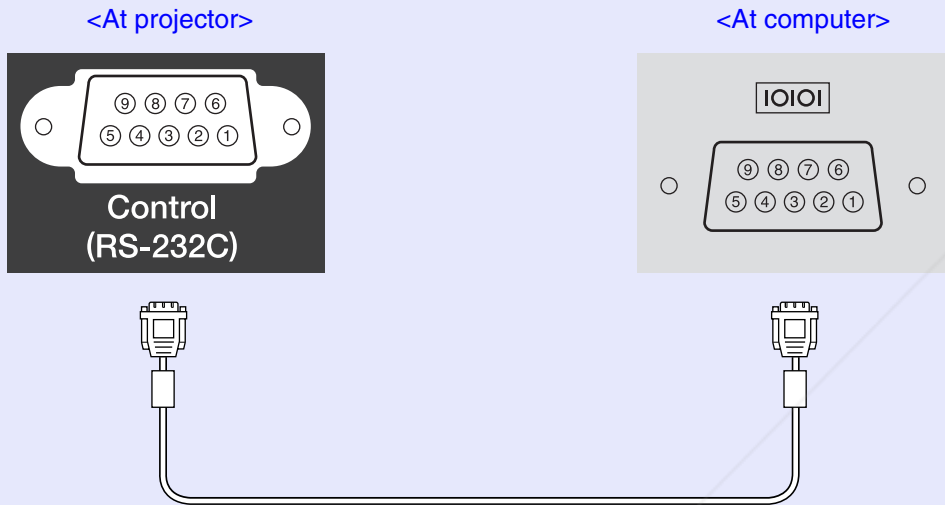 <At projector>
<At computer>
IOIOI
9 8 7 6
5 4 3 2 1
Control
(RS-232C)
9 8 7 6
5 4 3 2 1